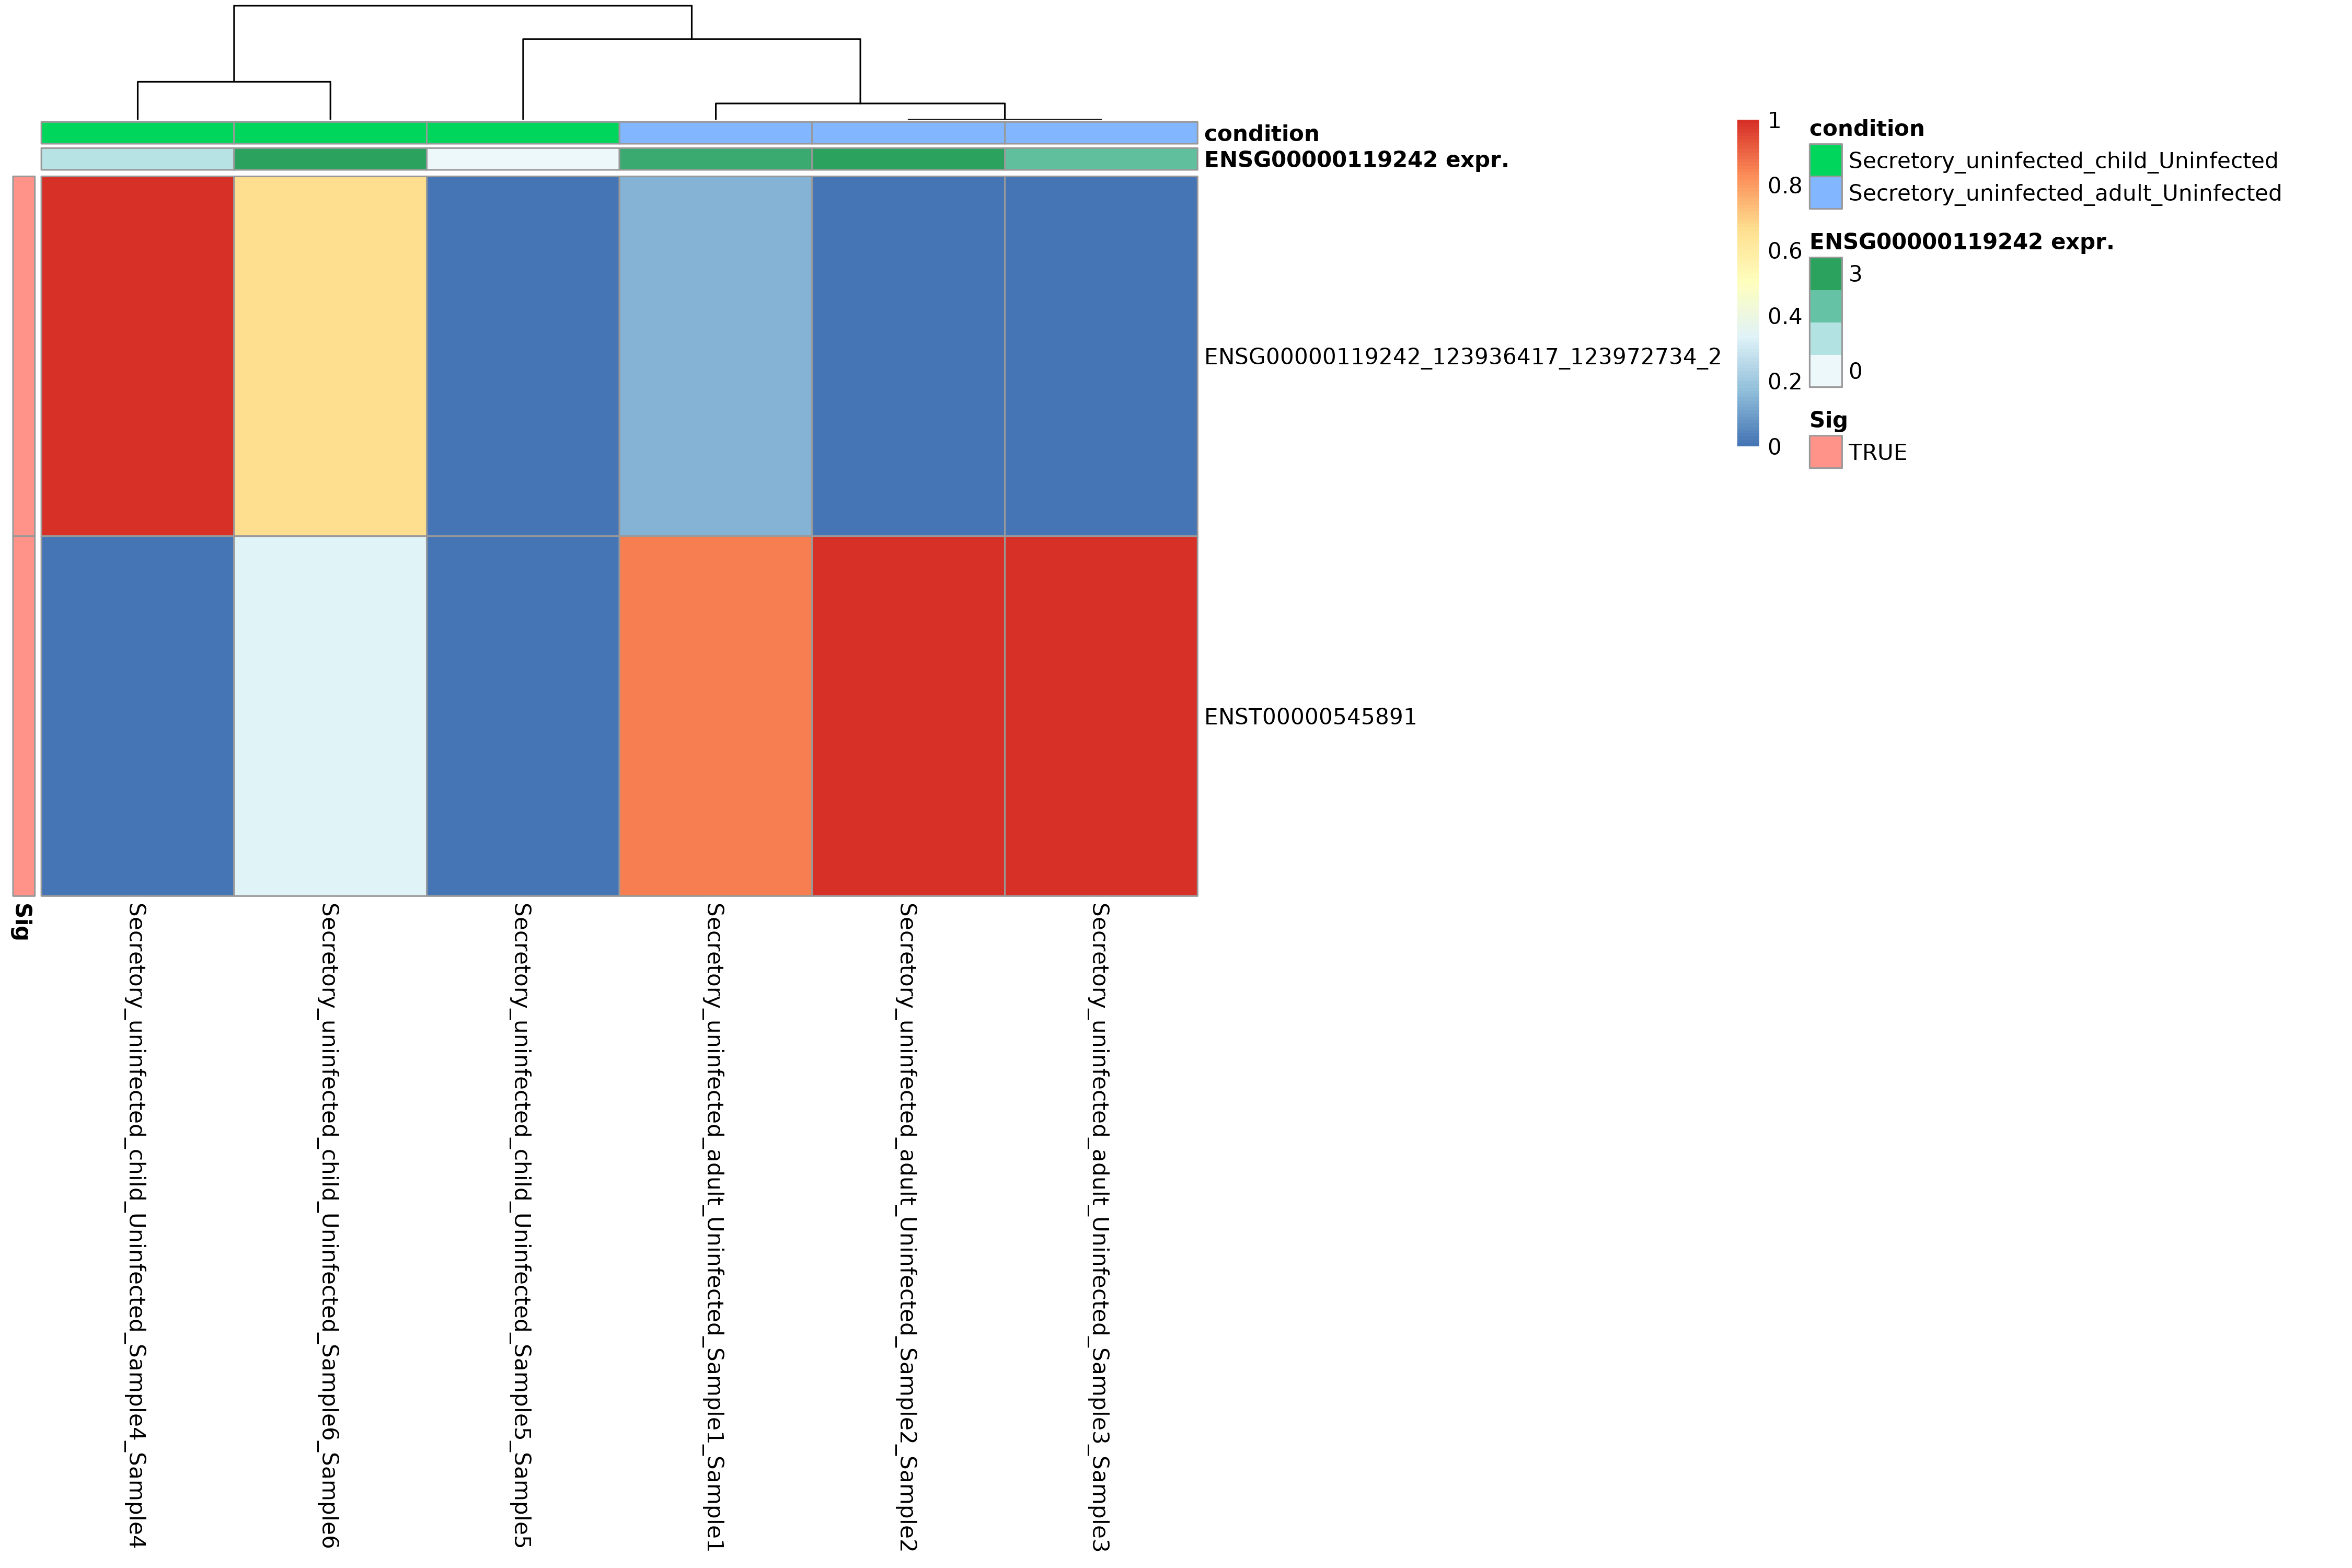 condition
ENSG00000119242 expr.
ENSG00000119242_123936417_123972734_2
ENST00000545891
Sig
Secretory_uninfected_child_Uninfected_Sample4_Sample4
Secretory_uninfected_child_Uninfected_Sample6_Sample6
Secretory_uninfected_child_Uninfected_Sample5_Sample5
Secretory_uninfected_adult_Uninfected_Sample1_Sample1
Secretory_uninfected_adult_Uninfected_Sample2_Sample2
Secretory_uninfected_adult_Uninfected_Sample3_Sample3
1
0.8
0.6
0.4
0.2
0
condition
Secretory_uninfected_child_Uninfected
Secretory_uninfected_adult_Uninfected
ENSG00000119242 expr.
3
0
Sig
TRUE